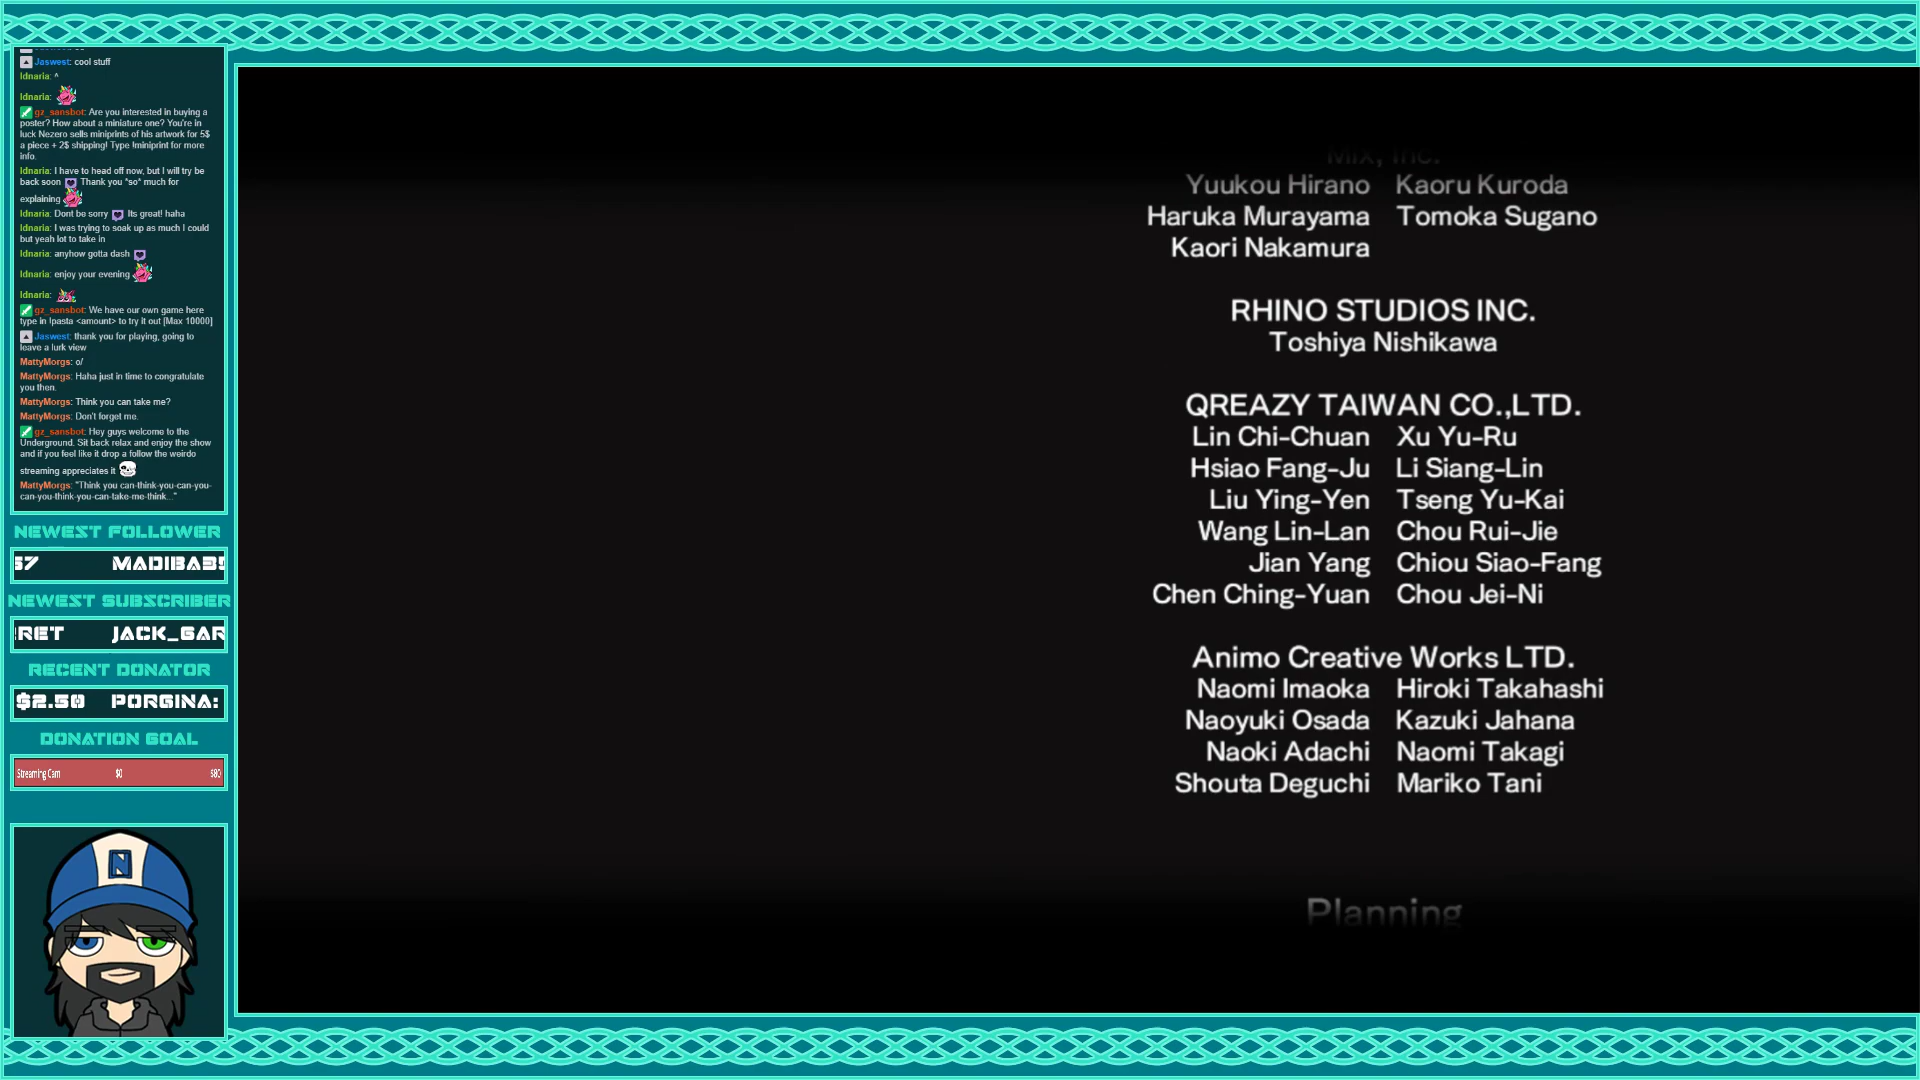 Jaswest: cool stuff
Idnaria: ^
Idnaria:
gz_sansbot: Are you interested in buying a
poster? How about a miniature one? You're in
luck Nezero sells miniprints of his artwork for 5$
a piece + 2$ shipping! Type !miniprint for more
info.
Idnaria: I have to head off now, but I will try be
back soon Thank you *so* much for
explaining
Idnaria: Dont be sorry Its great! haha
Idnaria: I was trying to soak up as much I could
but yeah lot to take in
Idnaria: anyhow gotta dash
Idnaria: enjoy your evening
Idnaria:
gz_sansbot: We have our own game here
type in !pasta <amount> to try it out [Max 10000]
Jaswest: thank you for playing, going to
leave a lurk view
MattyMorgs: o/
MattyMorgs: Haha just in time to congratulate
you then.
MattyMorgs: Think you can take me?
MattyMorgs: Don't forget me.
gz_sansbot: Hey guys welcome to the
Underground. Sit back relax and enjoy the show
and if you feel like it drop a follow the weirdo
streaming appreciates it
MattyMorgs: "Think you can-think-you-can-you-
can-you-think-you-can-take-me-think..."
NEWEST FOLLOWER
57 MADIBA35
NEWEST SUBSCRIBER
RET JACK_GAR
RECENT DONATOR
$2.50 PORGINA:
DONATION GOAL
Streaming Cam $0 $80
N
Mix, Inc.
Yuukou Hirano Kaoru Kuroda
Haruka Murayama Tomoka Sugano
Kaori Nakamura
RHINO STUDIOS INC.
Toshiya Nishikawa
QREAZY TAIWAN CO.,LTD.
Lin Chi-Chuan Xu Yu-Ru
Hsiao Fang-Ju Li Siang-Lin
Liu Ying-Yen Tseng Yu-Kai
Wang Lin-Lan Chou Rui-Jie
Jian Yang Chiou Siao-Fang
Chen Ching-Yuan Chou Jei-Ni
Animo Creative Works LTD.
Naomi Imaoka Hiroki Takahashi
Naoyuki Osada Kazuki Jahana
Naoki Adachi Naomi Takagi
Shouta Deguchi Mariko Tani
Planning